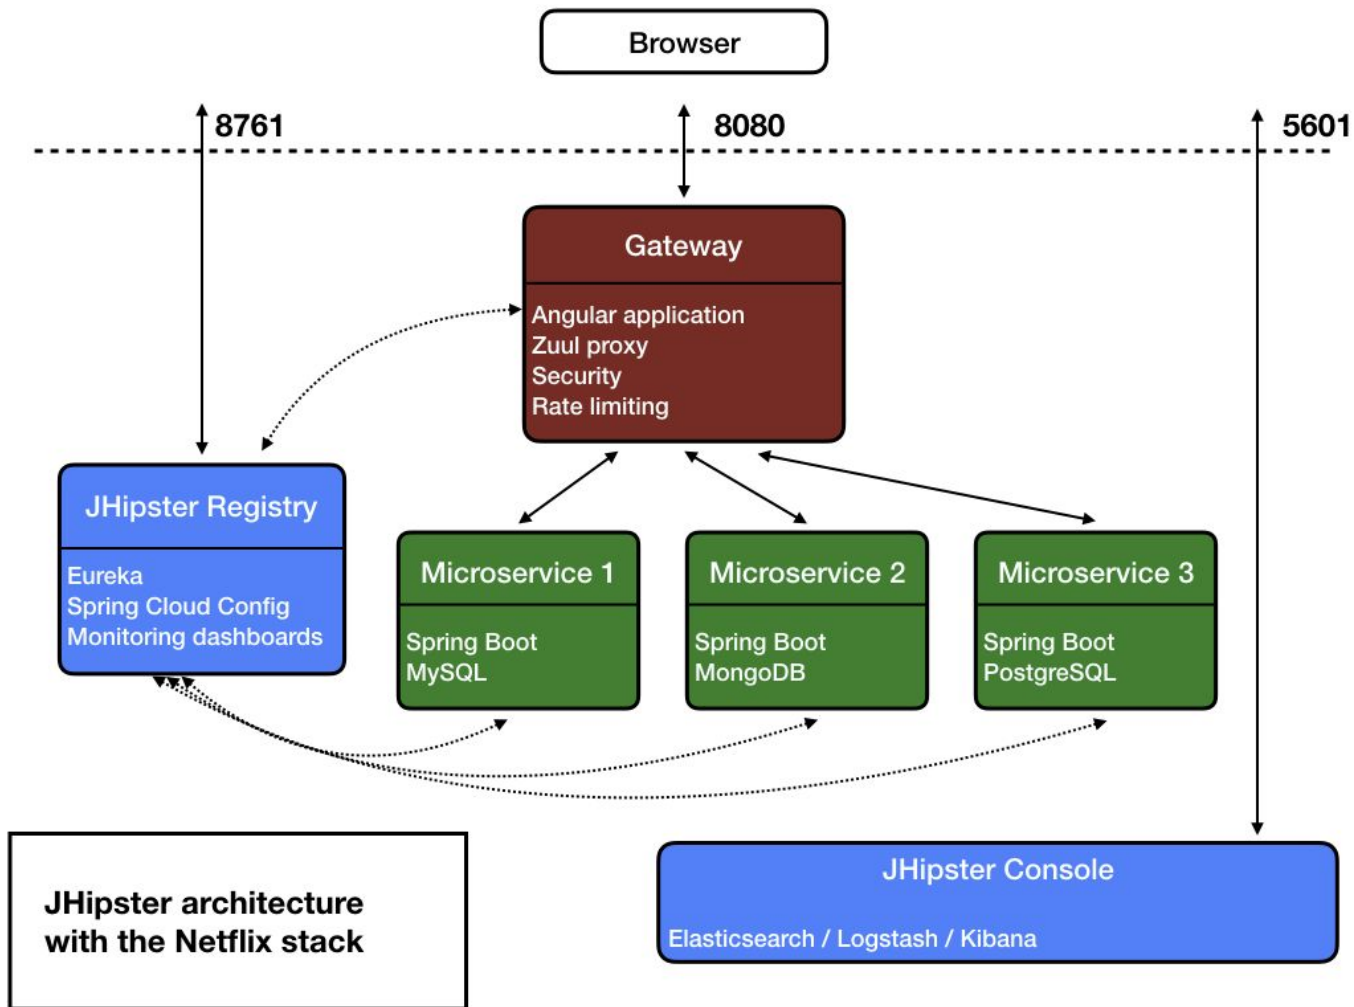 Browser
8761
8080
5601
Gateway
Angular application
Zuul proxy
Security
Rate limiting
JHipster Registry
Eureka
Spring Cloud Config
Monitoring dashboards
Microservice 1
Spring Boot
MySQL
Microservice 2
Spring Boot
MongoDB
Microservice 3
Spring Boot
PostgreSQL
JHipster Console
Elasticsearch / Logstash / Kibana
JHipster architecture
with the Netflix stack